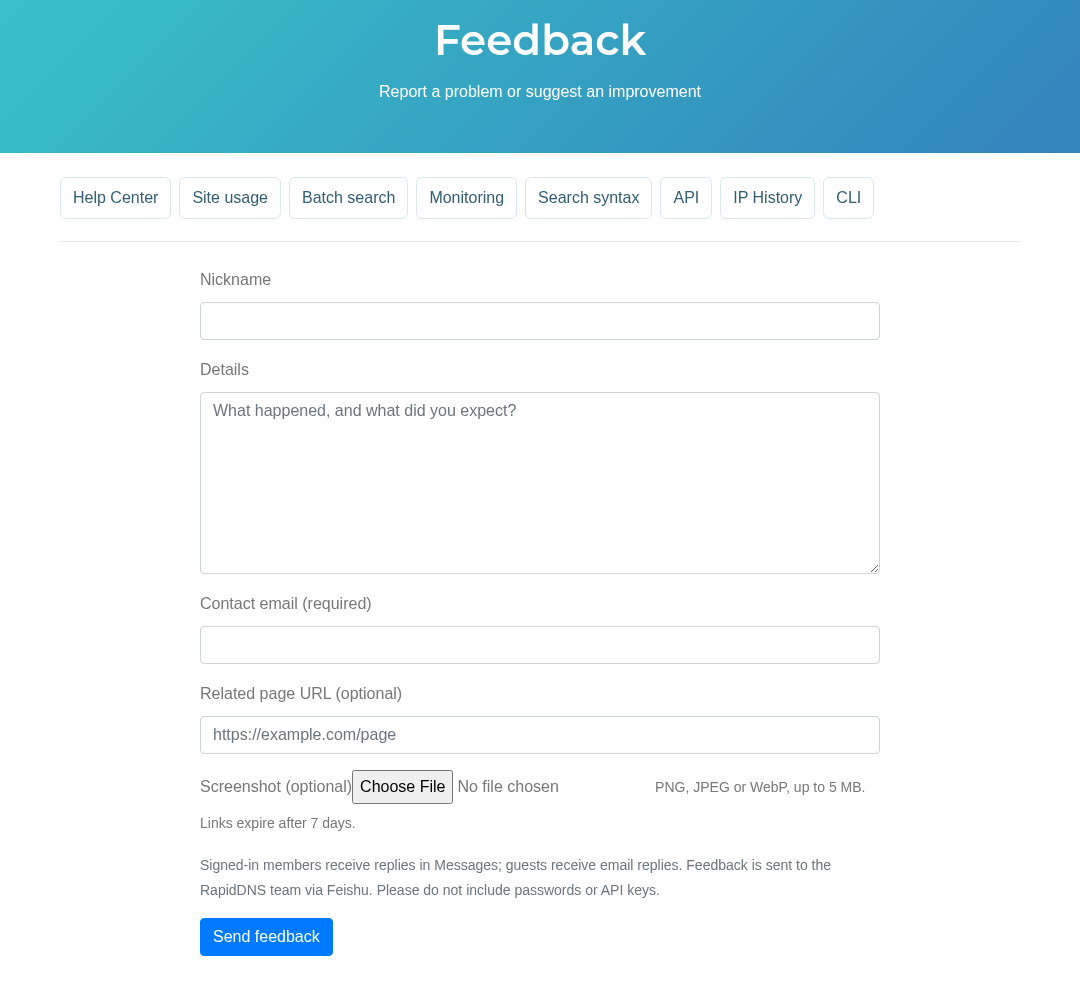 Feedback
Report a problem or suggest an improvement
Help Center Site usage Batch search Monitoring Search syntax API IP History CLI
Nickname
Details
What happened, and what did you expect?
Contact email (required)
Related page URL (optional)
https://example.com/page
Screenshot (optional) Choose File No file chosen PNG, JPEG or WebP, up to 5 MB.
Links expire after 7 days.
Signed-in members receive replies in Messages; guests receive email replies. Feedback is sent to the
RapidDNS team via Feishu. Please do not include passwords or API keys.
Send feedback